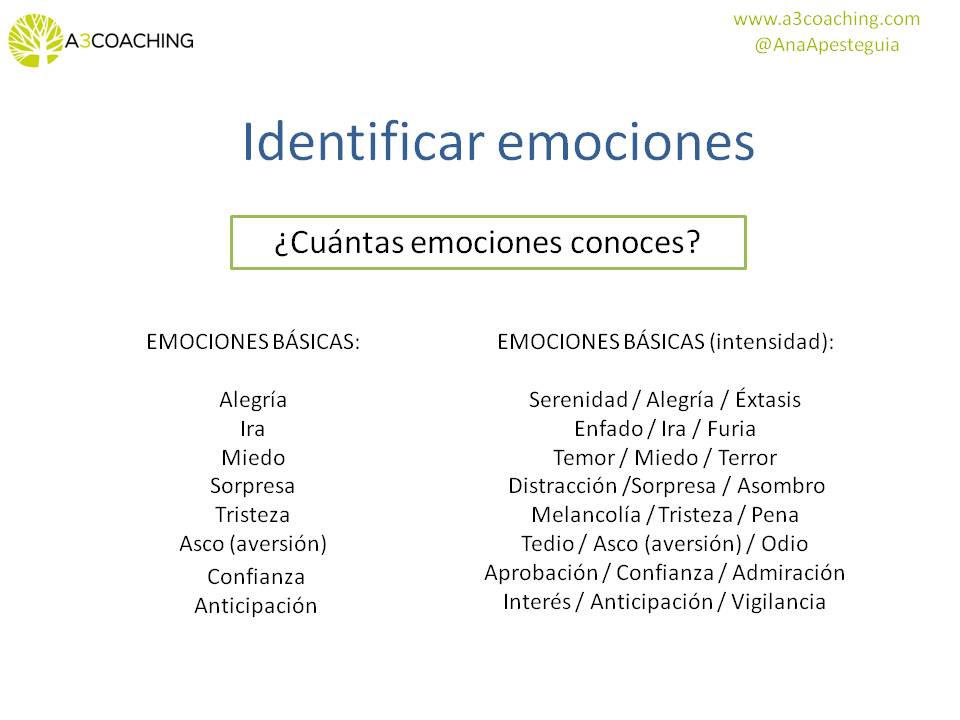 A3COACHING
www.a3coaching.com
@AnaApesteguia
Identificar emociones
¿Cuántas emociones conoces?
EMOCIONES BÁSICAS:
Alegría
Ira
Miedo
Sorpresa
Tristeza
Asco (aversión)
Confianza
Anticipación
EMOCIONES BÁSICAS (intensidad):
Serenidad / Alegría / Éxtasis
Enfado / Ira / Furia
Temor / Miedo / Terror
Distracción /Sorpresa / Asombro
Melancolía / Tristeza / Pena
Tedio / Asco (aversión) / Odio
Aprobación / Confianza / Admiración
Interés / Anticipación / Vigilancia